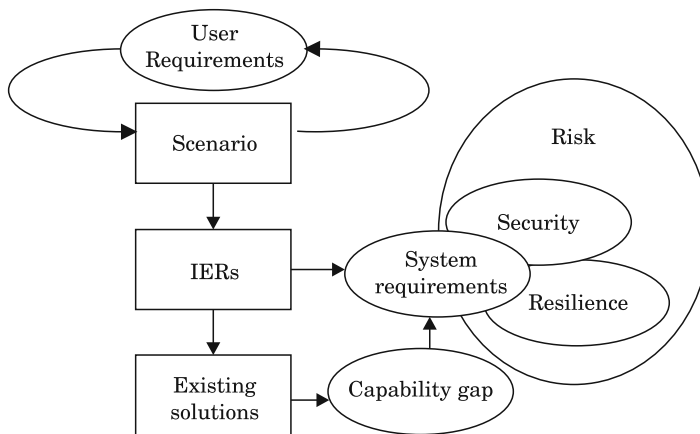 User
Requirements
Scenario
Risk
Security
IERs
System
requirements
Resilience
Existing
solutions
Capability gap